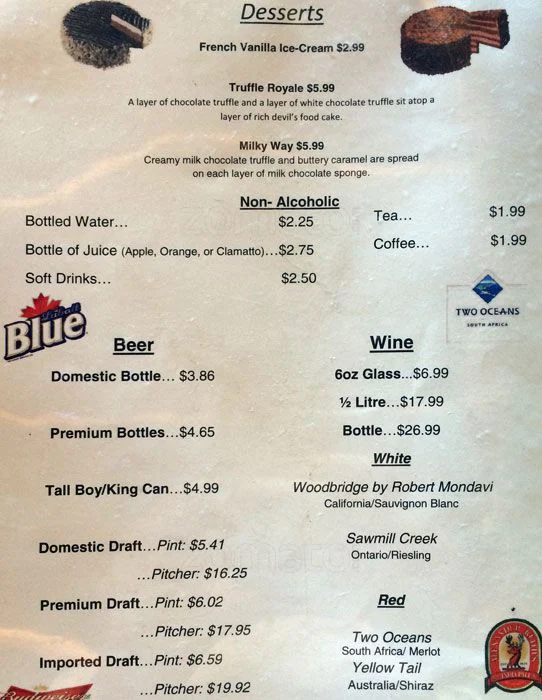 Desserts
French Vanilla Ice-Cream $2.99
Truffle Royale $5.99
A layer of chocolate truffle and a layer of white chocolate truffle sit atop a
layer of rich devil's food cake.
Milky Way $5.99
Creamy milk chocolate truffle and buttery caramel are spread
on each layer of milk chocolate sponge.
Non- Alcoholic
Bottled Water... $2.25
Bottle of Juice (Apple, Orange, or Clamatto)...$2.75
Soft Drinks... $2.50
Tea... $1.99
Coffee... $1.99
Labatt
Blue
TWO OCEANS
SOUTH AFRICA
Beer
Domestic Bottle... $3.86
Premium Bottles...$4.65
Tall Boy/King Can...$4.99
Domestic Draft...Pint: $5.41
...Pitcher: $16.25
Premium Draft...Pint: $6.02
...Pitcher: $17.95
Imported Draft...Pint: $6.59
...Pitcher: $19.92
Budweiser
Wine
6oz Glass...$6.99
½ Litre...$17.99
Bottle...$26.99
White
Woodbridge by Robert Mondavi
California/Sauvignon Blanc
Sawmill Creek
Ontario/Riesling
Red
Two Oceans
South Africa/ Merlot
Yellow Tail
Australia/Shiraz
ALEXANDER KEITH'S